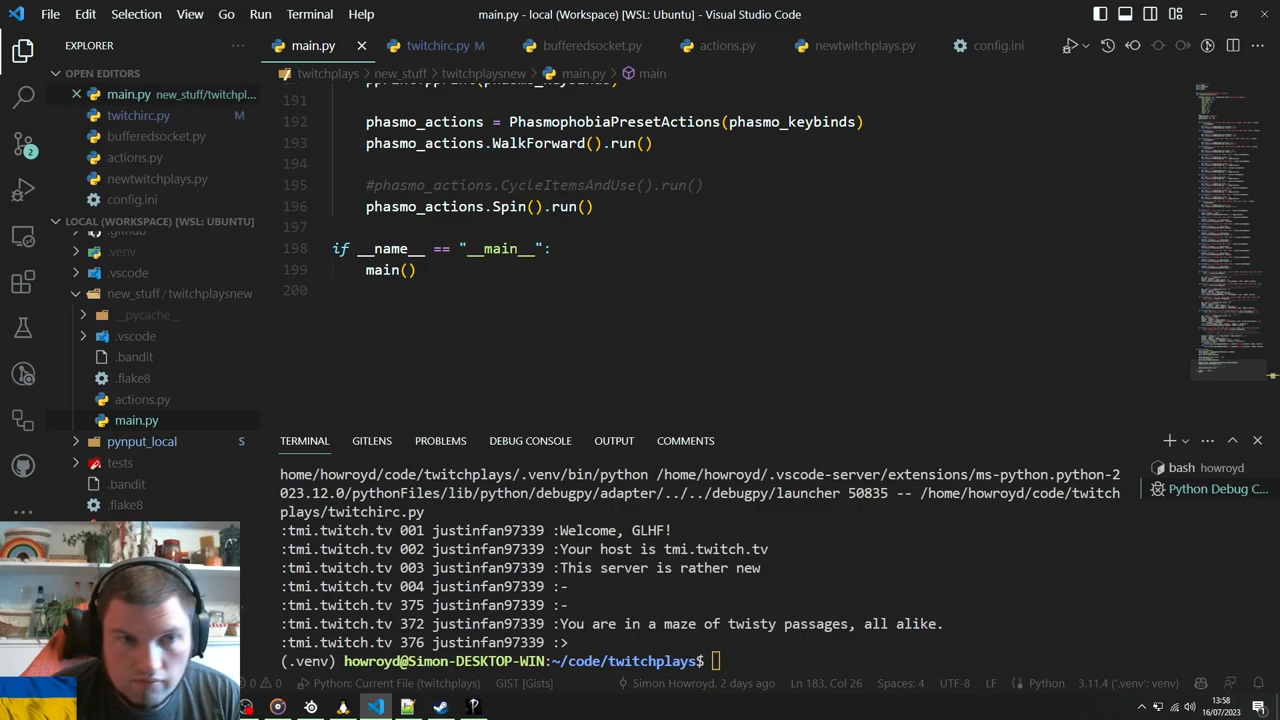 File Edit Selection View Go Run Terminal Help
main.py - local (Workspace) [WSL: Ubuntu] - Visual Studio Code
EXPLORER
main.py
twitchirc.py M
bufferedsocket.py
actions.py
newtwitchplays.py
config.ini
OPEN EDITORS
main.py new_stuff/twitchpl...
twitchirc.py M
bufferedsocket.py
actions.py
newtwitchplays.py
config.ini
LOCAL (WORKSPACE) [WSL: UBUNTU]
.github
.venv
.vscode
new_stuff / twitchplaysnew
__pycache__
.vscode
.bandit
.flake8
actions.py
main.py
pynput_local S
tests
.bandit
.flake8
2
twitchplays > new_stuff > twitchplaysnew > main.py > main
191
192 phasmo_actions = PhasmophobiaPresetActions(phasmo_keybinds)
193
194
195
196
197
198 if __name__ == "__main__":
199 main()
200
TERMINAL GITLENS PROBLEMS DEBUG CONSOLE OUTPUT COMMENTS
home/howroyd/code/twitchplays/.venv/bin/python /home/howroyd/.vscode-server/extensions/ms-python.python-2
023.12.0/pythonFiles/lib/python/debugpy/adapter/../../debugpy/launcher 50835 -- /home/howroyd/code/twitch
plays/twitchirc.py
:tmi.twitch.tv 001 justinfan97339 :Welcome, GLHF!
:tmi.twitch.tv 002 justinfan97339 :Your host is tmi.twitch.tv
:tmi.twitch.tv 003 justinfan97339 :This server is rather new
:tmi.twitch.tv 004 justinfan97339 :-
:tmi.twitch.tv 375 justinfan97339 :-
:tmi.twitch.tv 372 justinfan97339 :You are in a maze of twisty passages, all alike.
:tmi.twitch.tv 376 justinfan97339 :>
(.venv) howroyd@Simon-DESKTOP-WIN:~/code/twitchplays$
bash howroyd
Python Debug C...
0 0 Python: Current File (twitchplays) GIST [Gists] Simon Howroyd, 2 days ago Ln 183, Col 26 Spaces: 4 UTF-8 LF Python 3.11.4 ('.venv': venv)
13:58
16/07/2023